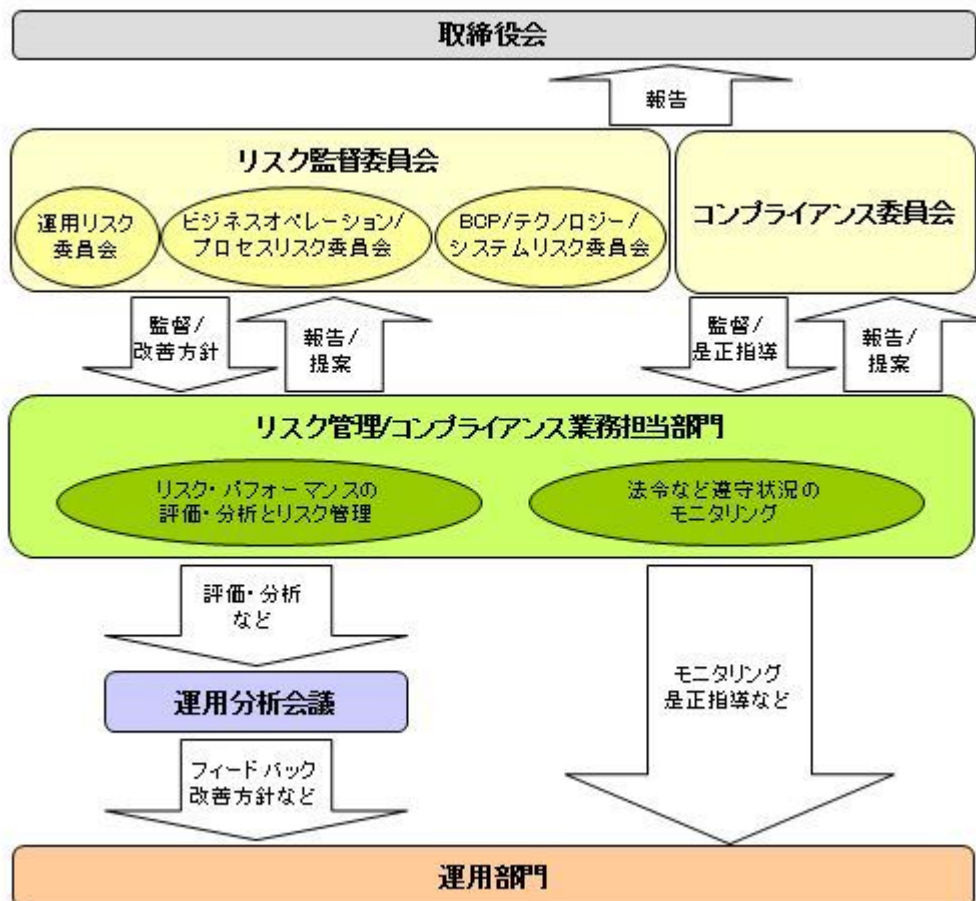 取締役会
報告
リスク監督委員会
運用リスク
委員会
ビジネスオペレーション/
プロセスリスク委員会
BCP/テクノロジー/
システムリスク委員会
コンプライアンス委員会
監督/
改善方針
報告/
提案
監督/
是正指導
報告/
提案
リスク管理/コンプライアンス業務担当部門
リスク・パフォーマンスの
評価・分析とリスク管理
法令など遵守状況の
モニタリング
評価・分析
など
運用分析会議
フィードバック
改善方針など
モニタリング
是正指導など
運用部門